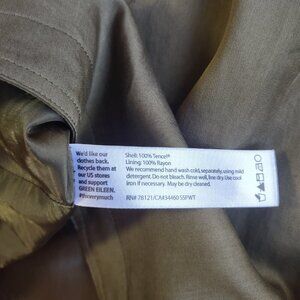 We'd like our
clothes back.
Recycle them at
our US stores
and support
GREEN EILEEN.
Shell: 100% Tencel®
Lining: 100% Rayon
We recommend hand wash cold, separately, using mild
detergent. Do not bleach. Rinse well, line dry. Use cool
iron if necessary. May be dry cleaned.
RN# 78121/CA#34460 SSFWT